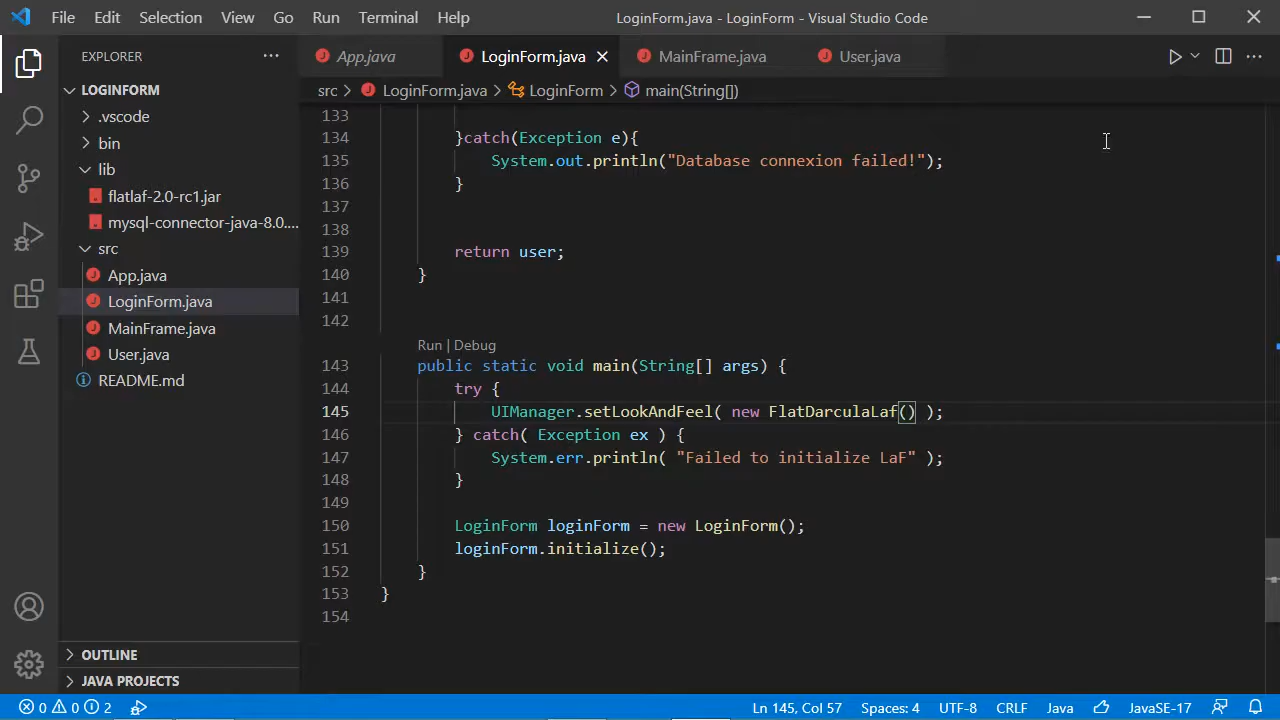 File Edit Selection View Go Run Terminal Help LoginForm.java - LoginForm - Visual Studio Code
EXPLORER
App.java LoginForm.java MainFrame.java User.java
LOGINFORM
src LoginForm.java LoginForm main(String[])
.vscode
bin
lib
flatlaf-2.0-rc1.jar
mysql-connector-java-8.0....
src
App.java
LoginForm.java
MainFrame.java
User.java
README.md
OUTLINE
JAVA PROJECTS
133
134 }catch(Exception e){
135 System.out.println("Database connexion failed!");
136 }
137
138
139 return user;
140 }
141
142
Run | Debug
143 public static void main(String[] args) {
144 try {
145 UIManager.setLookAndFeel( new FlatDarculaLaf() );
146 } catch( Exception ex ) {
147 System.err.println( "Failed to initialize LaF" );
148 }
149
150 LoginForm loginForm = new LoginForm();
151 loginForm.initialize();
152 }
153 }
154
0 0 2 Ln 145, Col 57 Spaces: 4 UTF-8 CRLF Java JavaSE-17